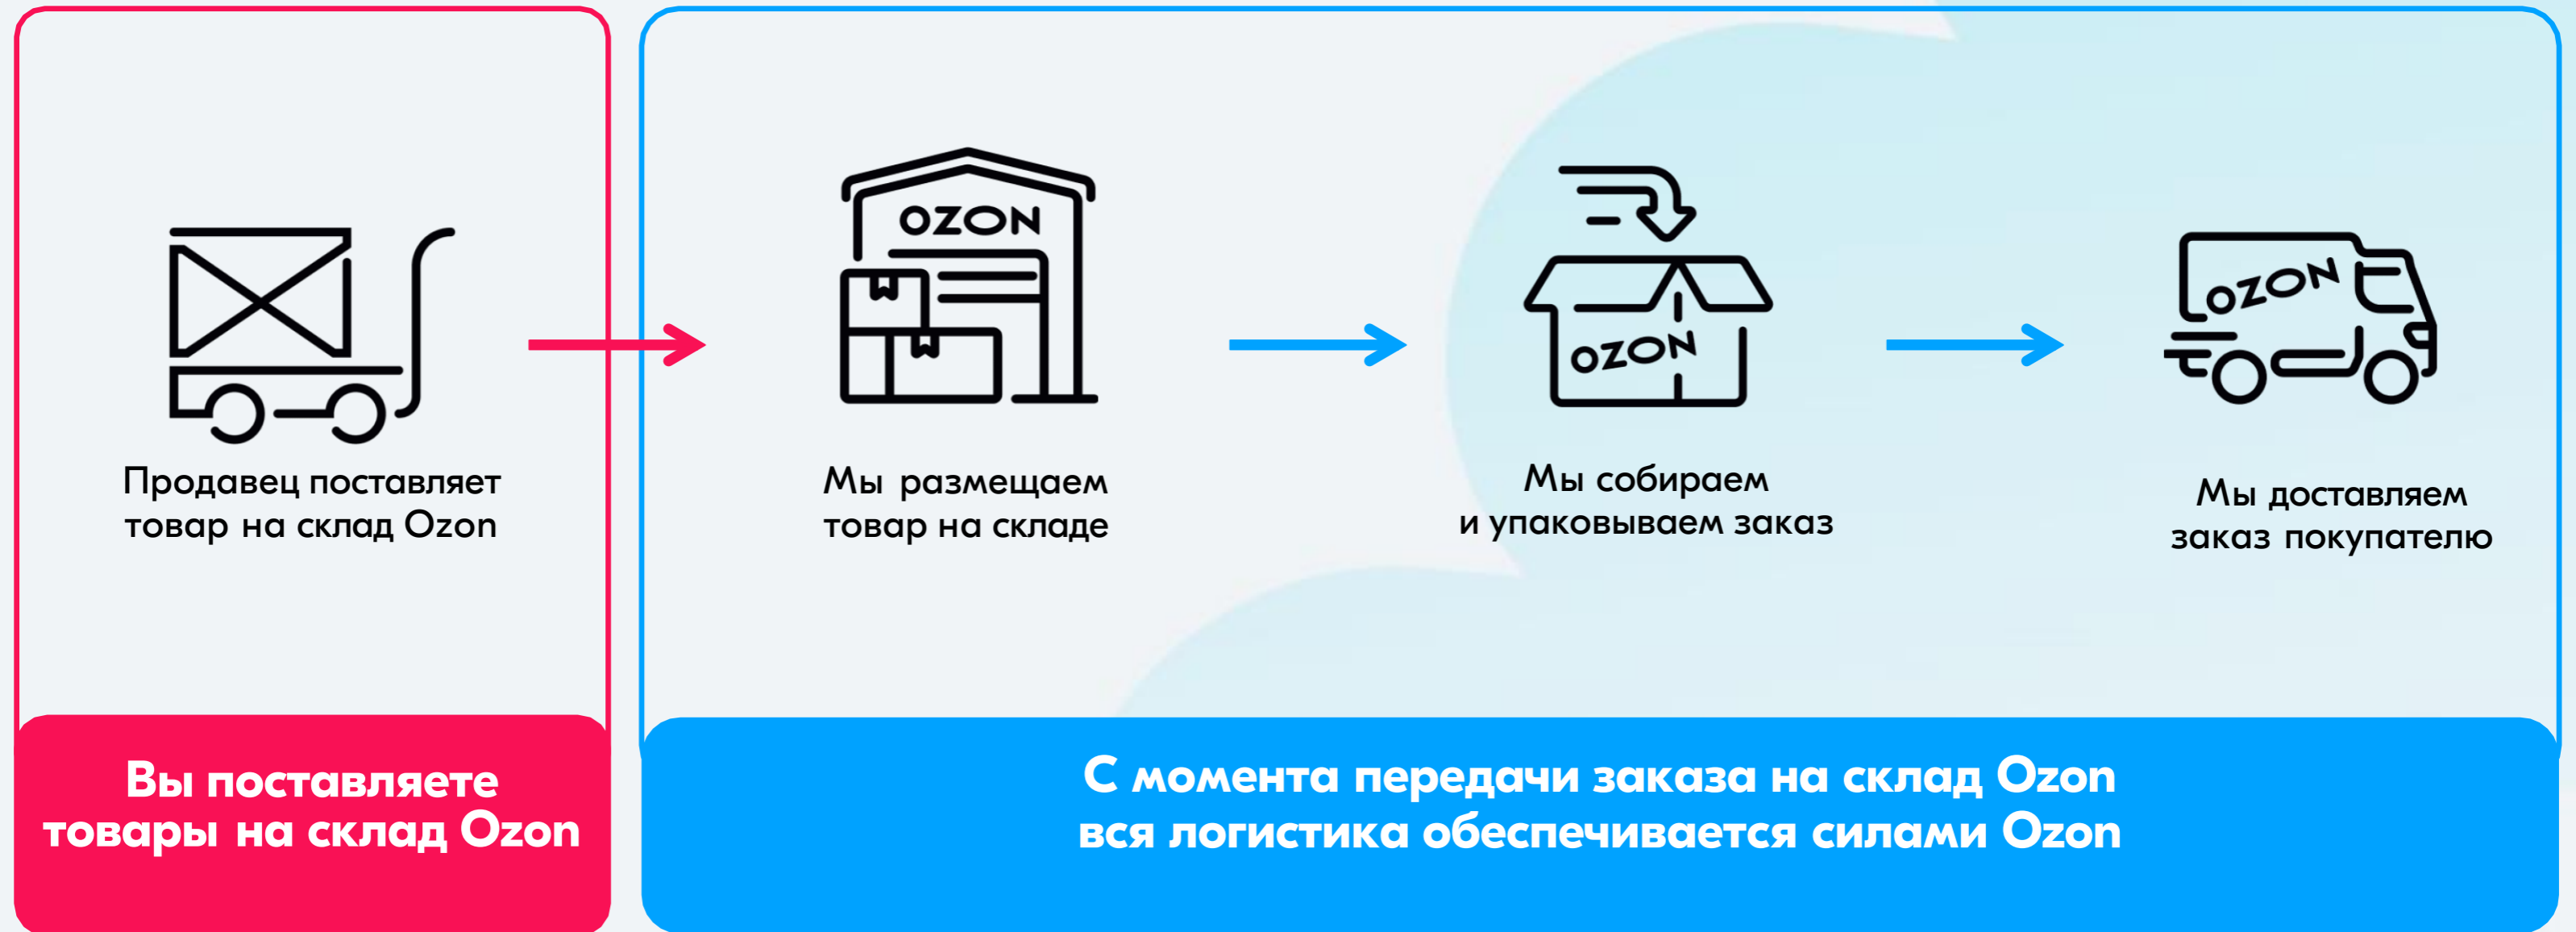 OZON
OZON
OZON
Продавец поставляет
товар на склад Ozon
Мы размещаем
товар на складе
Мы собираем
и упаковываем заказ
Мы доставляем
заказ покупателю
Вы поставляете
товары на склад Ozon
С момента передачи заказа на склад Ozon
вся логистика обеспечивается силами Ozon